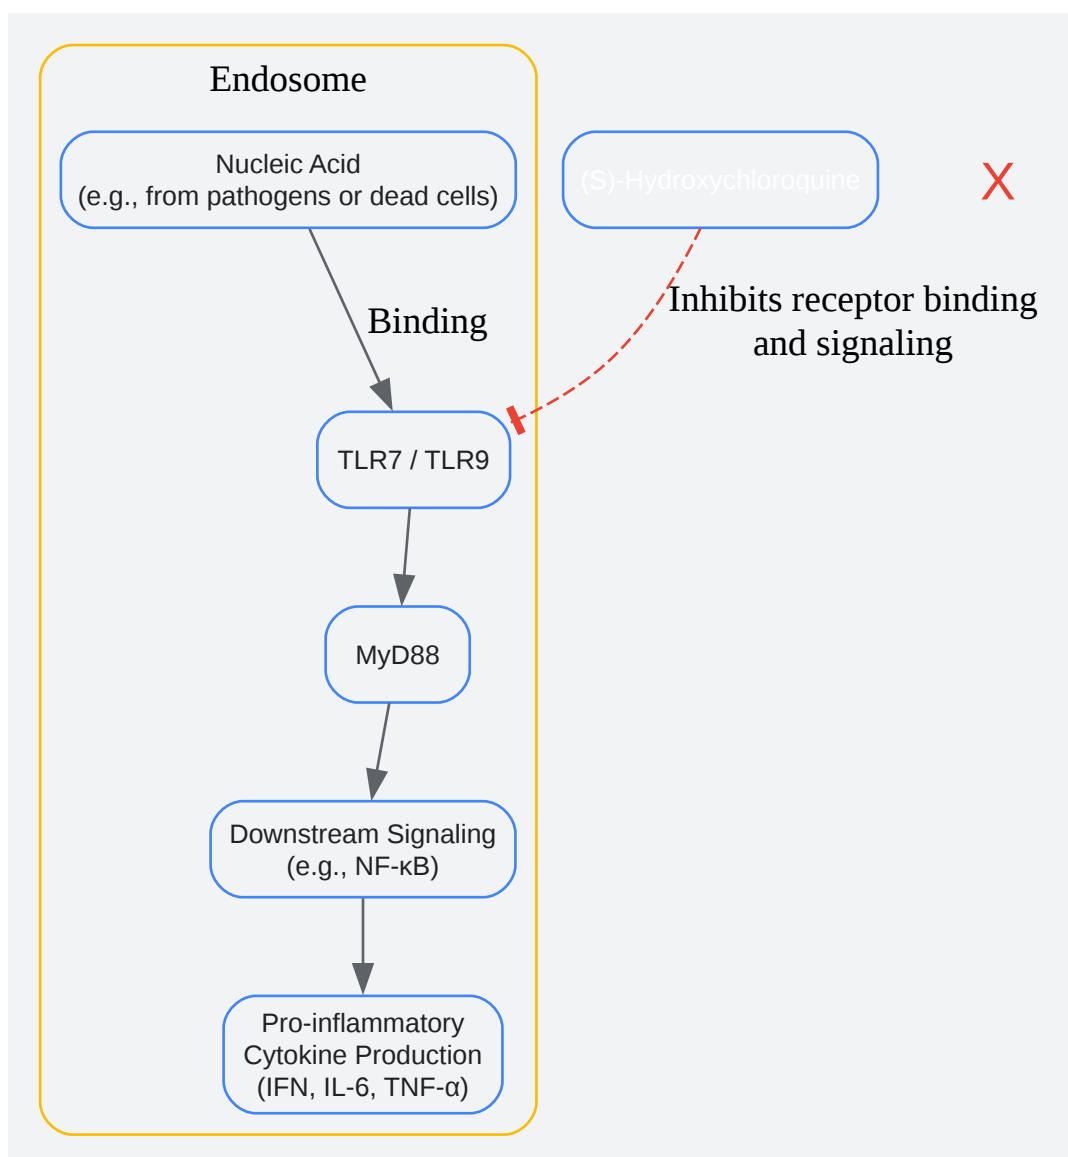 Endosome
Nucleic Acid
(e.g., from pathogens or dead cells)
(S)-Hydroxychloroquine
X
Inhibits receptor binding
and signaling
Binding
TLR7 / TLR9
MyD88
Downstream Signaling
(e.g., NF-κB)
Pro-inflammatory
Cytokine Production
(IFN, IL-6, TNF-α)